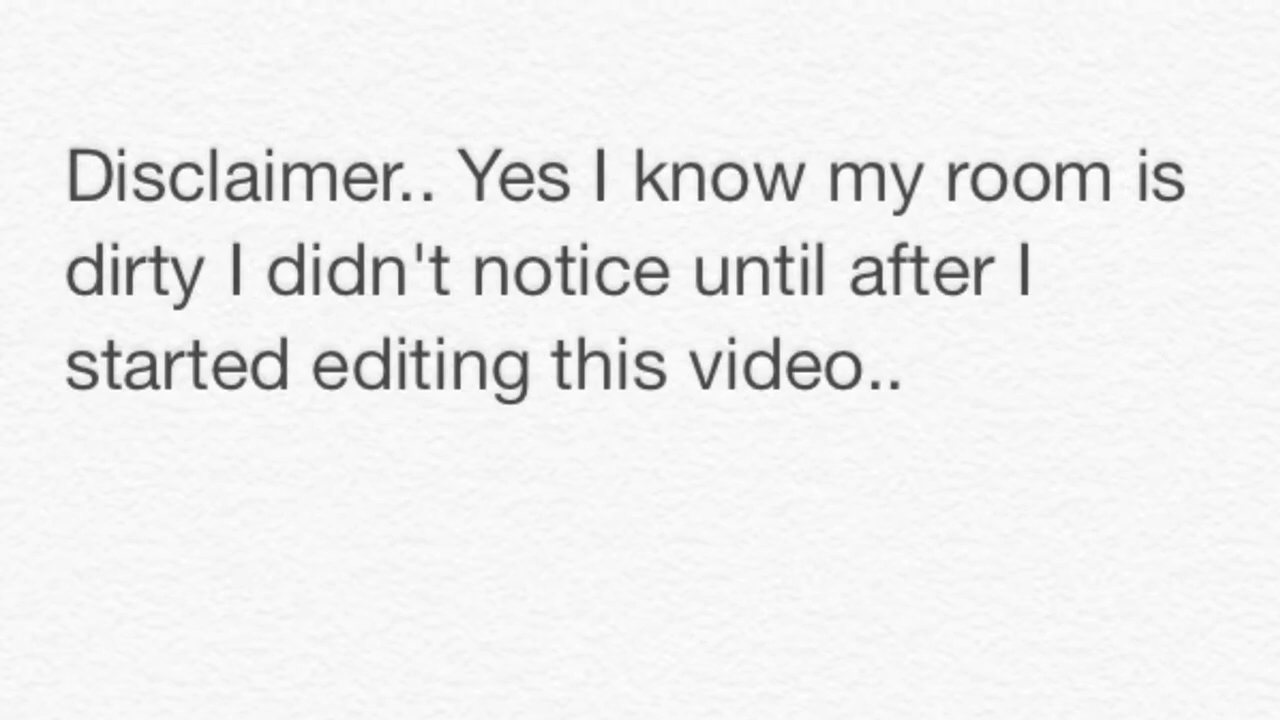 Disclaimer.. Yes I know my room is
dirty I didn't notice until after I
started editing this video..